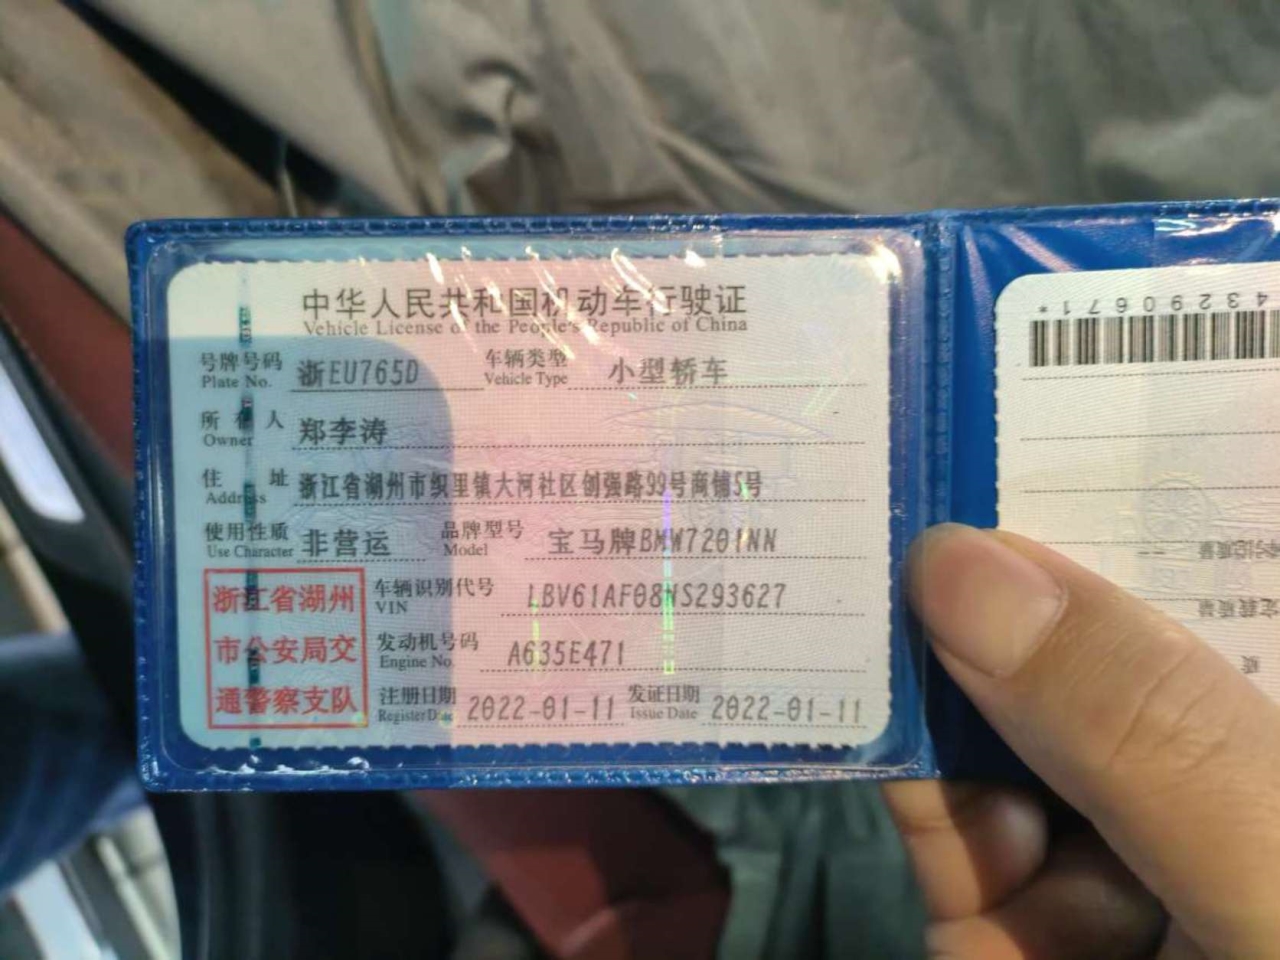 中华人民共和国机动车行驶证
Vehicle License of the People's Republic of China
号牌号码 浙EU765D 车辆类型 小型轿车
Plate No. Vehicle Type
所有人 郑李涛
Owner
住址 浙江省湖州市织里镇大河社区创强路99号商铺5号
Address
使用性质 非营运 品牌型号 宝马牌BMW7201NN
Use Character Model
浙江省湖州 车辆识别代号 LBV61AF08NS293627
VIN
市公安局交 发动机号码 A635E471
Engine No.
通警察支队 注册日期 2022-01-11 发证日期 2022-01-11
Register Date Issue Date
432906671*